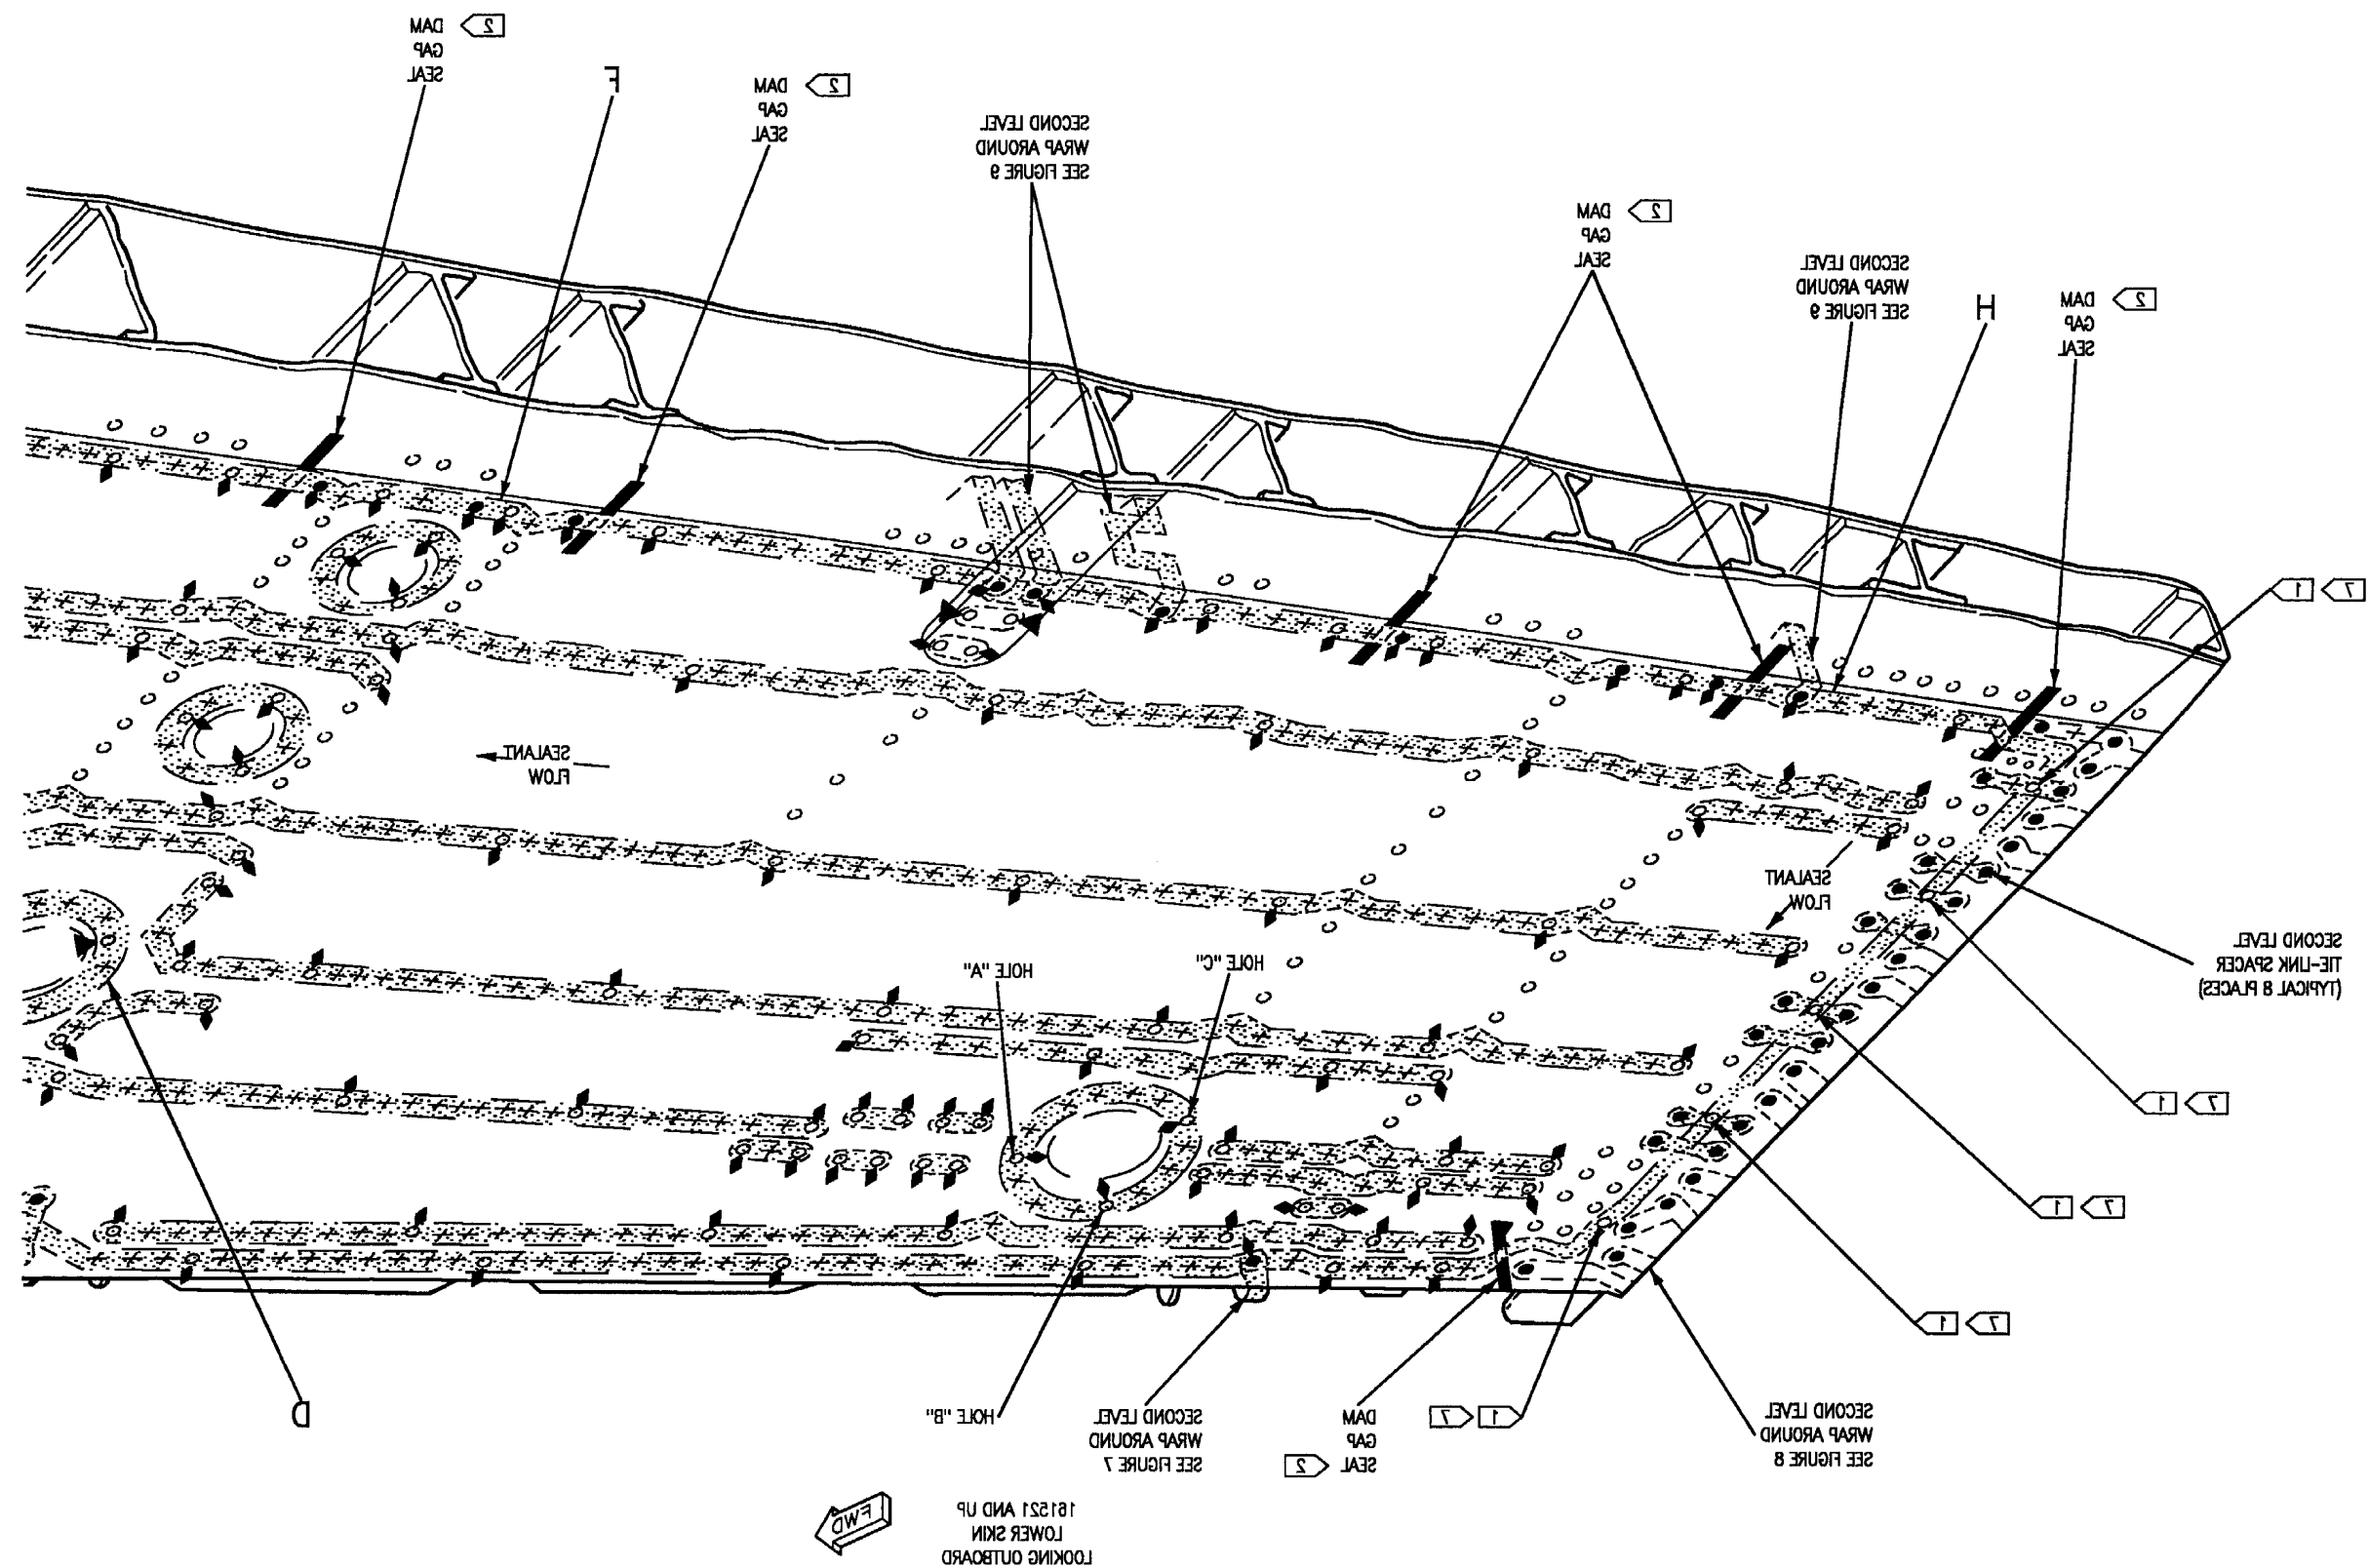 DAM
GAP
SEAL
2
F
DAM
GAP
SEAL
2
SECOND LEVEL
WRAP AROUND
SEE FIGURE 9
DAM
GAP
SEAL
2
SECOND LEVEL
WRAP AROUND
SEE FIGURE 9
H
DAM
GAP
SEAL
2
1 7
SEALANT
FLOW
SEALANT
FLOW
SECOND LEVEL
TIE-LINK SPACER
(TYPICAL 8 PLACES)
HOLE "A"
HOLE "C"
1 7
1 7
1 7
D
HOLE "B"
SECOND LEVEL
WRAP AROUND
SEE FIGURE 7
DAM
GAP
SEAL
2
7 1
SECOND LEVEL
WRAP AROUND
SEE FIGURE 8
FWD
161521 AND UP
LOWER SKIN
LOOKING OUTBOARD